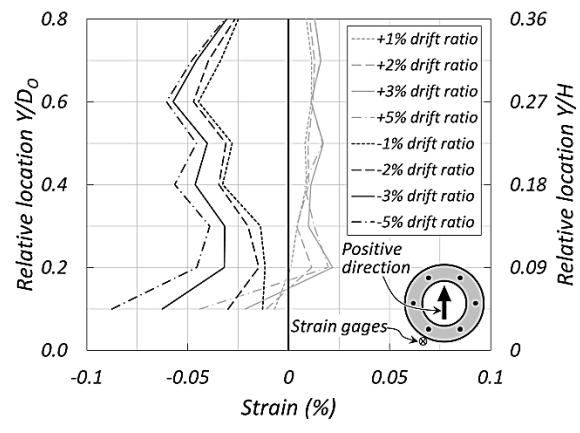 0.8
0.6
0.4
0.2
0.0
Relative location Y/D_O
0.36
0.27
0.18
0.09
0
Relative location Y/H
+1% drift ratio
+2% drift ratio
+3% drift ratio
+5% drift ratio
-1% drift ratio
-2% drift ratio
-3% drift ratio
-5% drift ratio
Positive
direction
Strain gages
-0.1
-0.05
0
0.05
0.1
Strain (%)